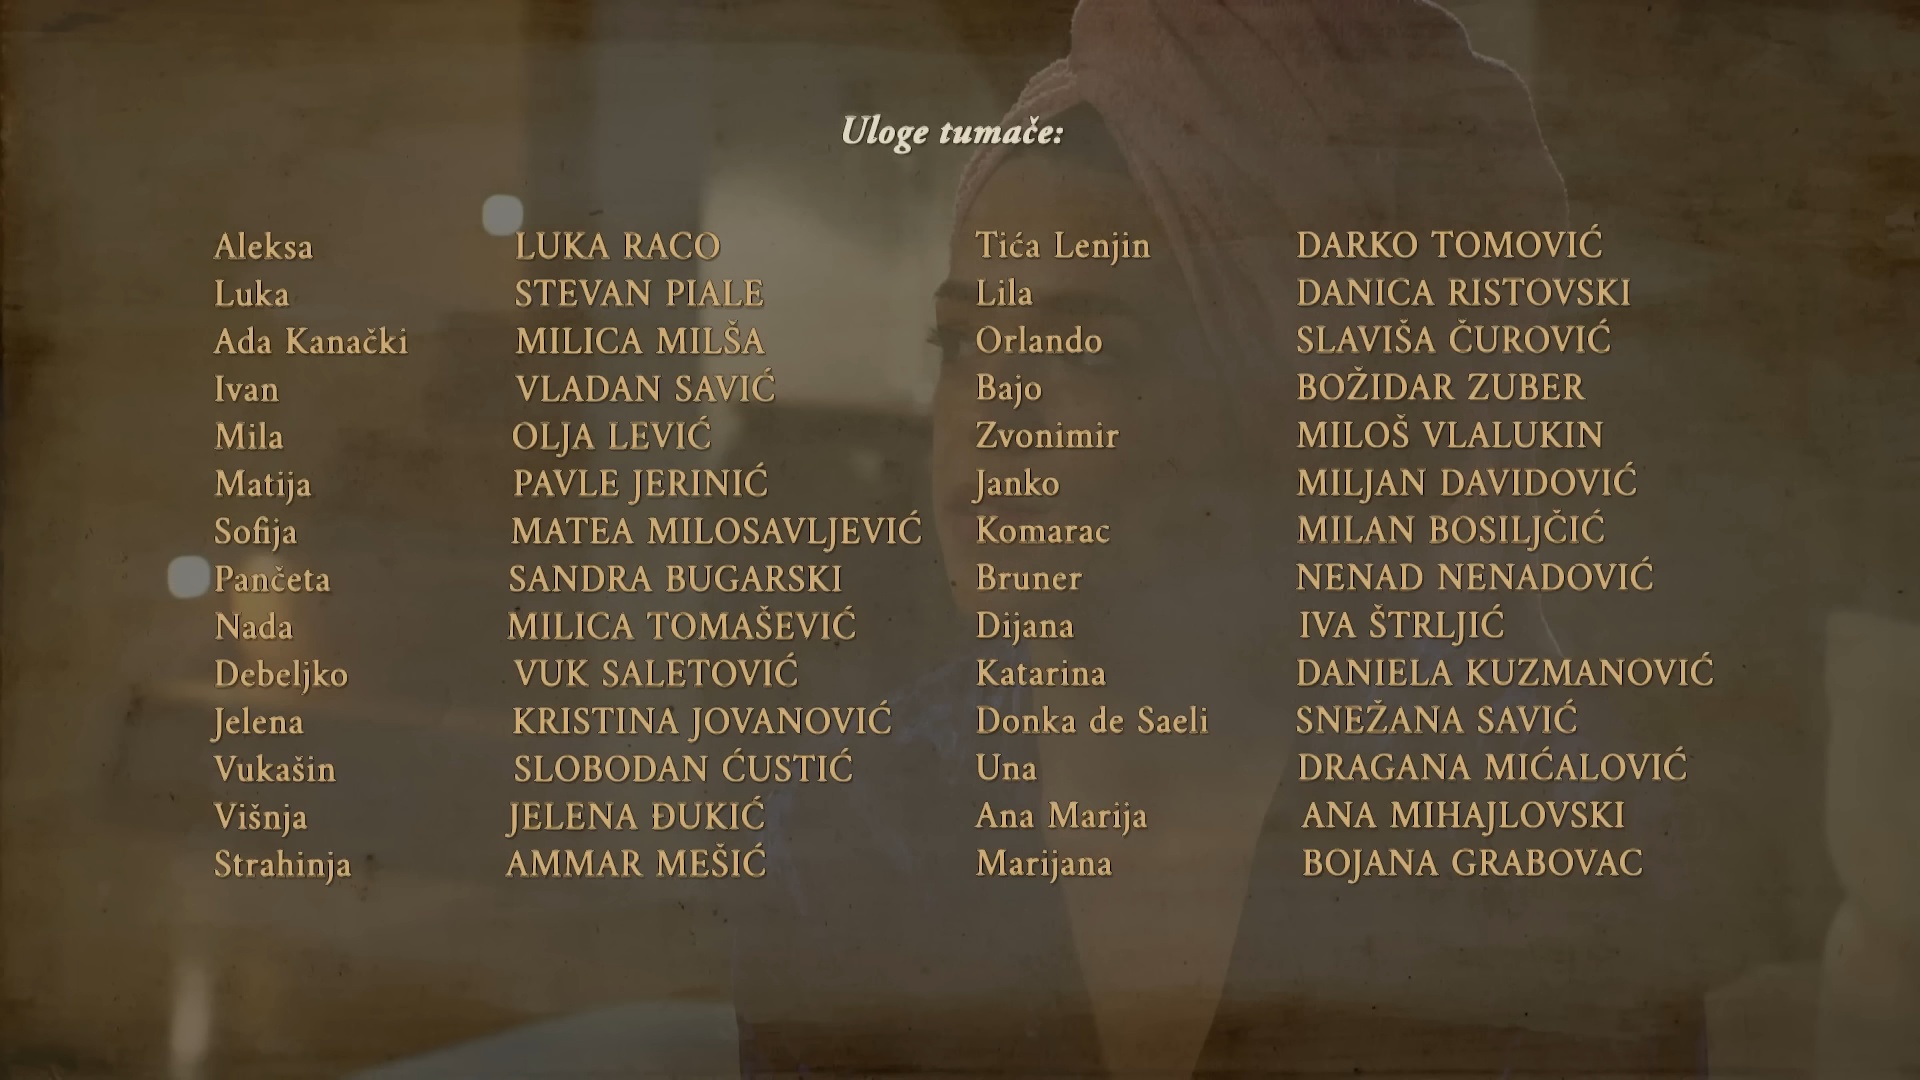 Uloge tumače:
Aleksa LUKA RACO
Luka STEVAN PIALE
Ada Kanački MILICA MILŠA
Ivan VLADAN SAVIĆ
Mila OLJA LEVIĆ
Matija PAVLE JERINIĆ
Sofija MATEA MILOSAVLJEVIĆ
Pančeta SANDRA BUGARSKI
Nada MILICA TOMAŠEVIĆ
Debeljko VUK SALETOVIĆ
Jelena KRISTINA JOVANOVIĆ
Vukašin SLOBODAN ĆUSTIĆ
Višnja JELENA ĐUKIĆ
Strahinja AMMAR MEŠIĆ
Tića Lenjin DARKO TOMOVIĆ
Lila DANICA RISTOVSKI
Orlando SLAVIŠA ČUROVIĆ
Bajo BOŽIDAR ZUBER
Zvonimir MILOŠ VLALUKIN
Janko MILJAN DAVIDOVIĆ
Komarac MILAN BOSILJČIĆ
Bruner NENAD NENADOVIĆ
Dijana IVA ŠTRLJIĆ
Katarina DANIELA KUZMANOVIĆ
Donka de Saeli SNEŽANA SAVIĆ
Una DRAGANA MIĆALOVIĆ
Ana Marija ANA MIHAJLOVSKI
Marijana BOJANA GRABOVAC